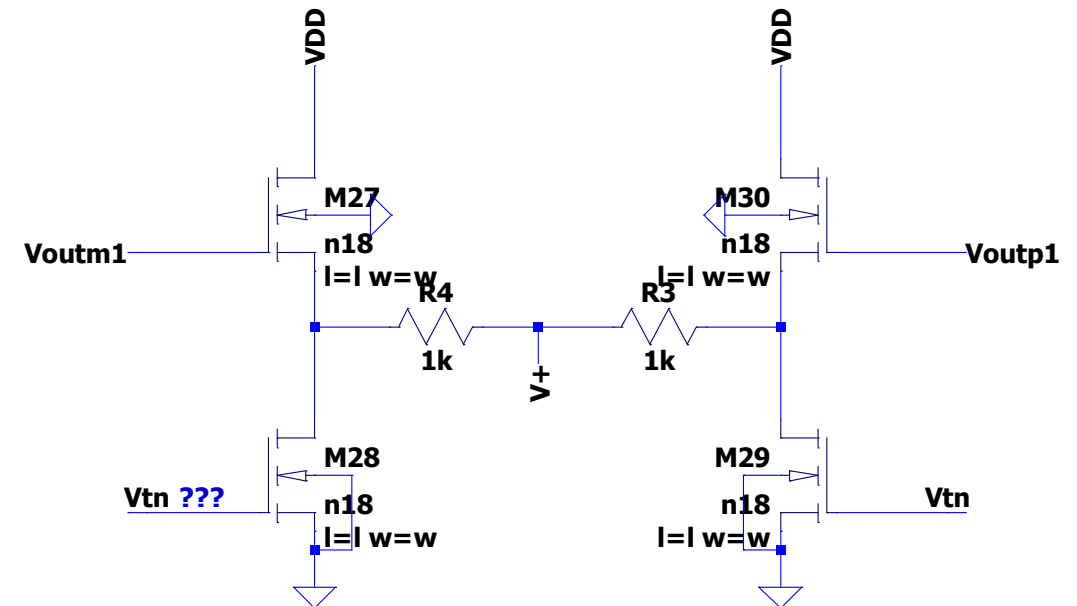 VDD
VDD
M27
M30
n18
n18
Voutm1
Voutp1
l=l w=w
l=l w=w
R4
R3
1k
1k
V+
M28
M29
Vtn ???
Vtn
n18
n18
l=l w=w
l=l w=w